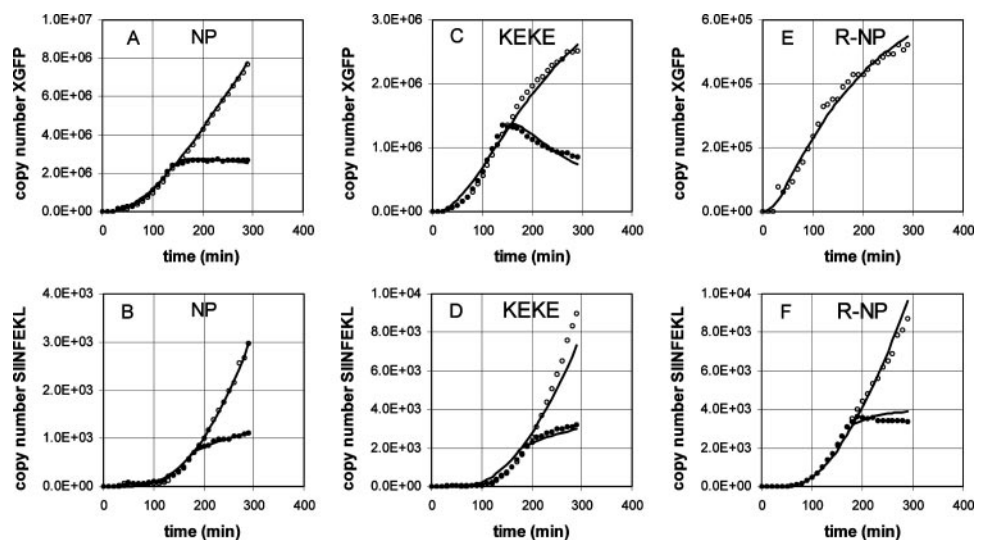 A NP
copy number XGFP
1.0E+07
8.0E+06
6.0E+06
4.0E+06
2.0E+06
0.0E+00
0 100 200 300 400
time (min)
C KEKE
copy number XGFP
3.0E+06
2.0E+06
1.0E+06
0.0E+00
0 100 200 300 400
time (min)
E R-NP
copy number XGFP
6.0E+05
4.0E+05
2.0E+05
0.0E+00
0 100 200 300 400
time (min)
B NP
copy number SIINFEKL
4.0E+03
3.0E+03
2.0E+03
1.0E+03
0.0E+00
0 100 200 300 400
time (min)
D KEKE
copy number SIINFEKL
1.0E+04
8.0E+03
6.0E+03
4.0E+03
2.0E+03
0.0E+00
0 100 200 300 400
time (min)
F R-NP
copy number SIINFEKL
1.0E+04
8.0E+03
6.0E+03
4.0E+03
2.0E+03
0.0E+00
0 100 200 300 400
time (min)